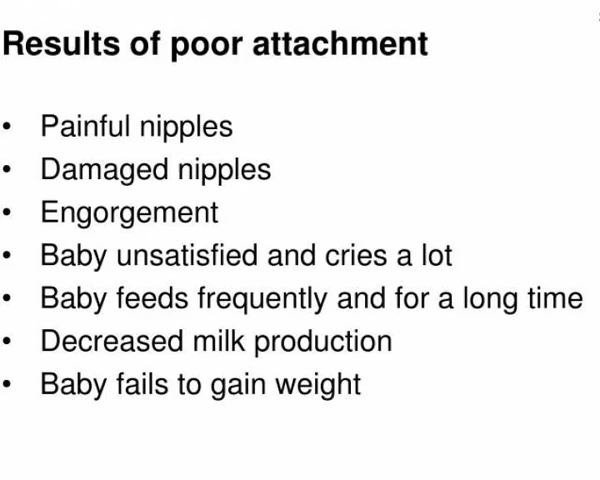 Results of poor attachment
• Painful nipples
• Damaged nipples
• Engorgement
• Baby unsatisfied and cries a lot
• Baby feeds frequently and for a long time
• Decreased milk production
• Baby fails to gain weight